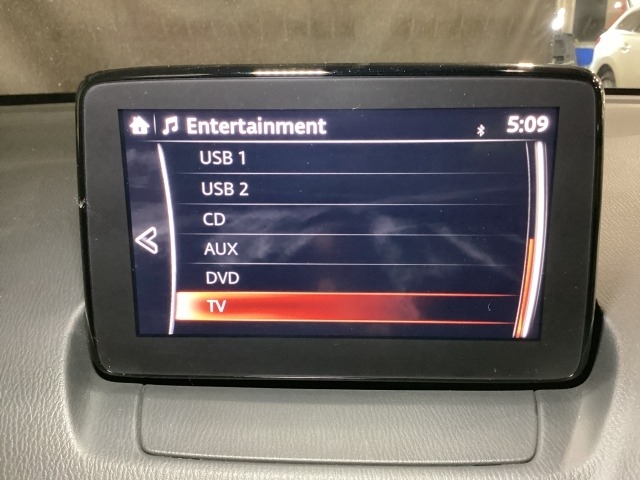 Entertainment 5:09
USB 1
USB 2
CD
AUX
DVD
TV